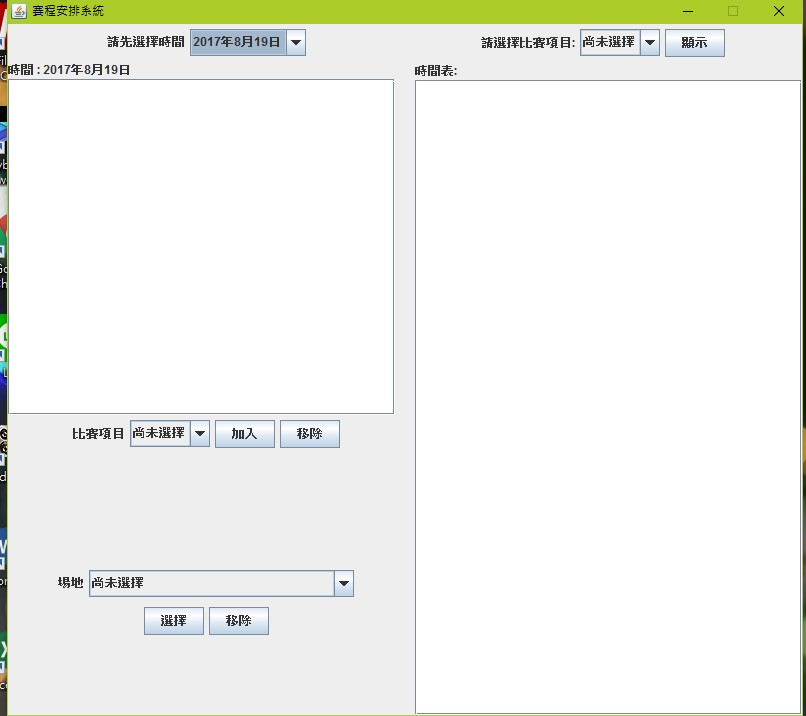 賽程安排系統
請先選擇時間 2017年8月19日
請選擇比賽項目: 尚未選擇 顯示
時間 : 2017年8月19日
時間表:
比賽項目 尚未選擇 加入 移除
場地 尚未選擇
選擇 移除